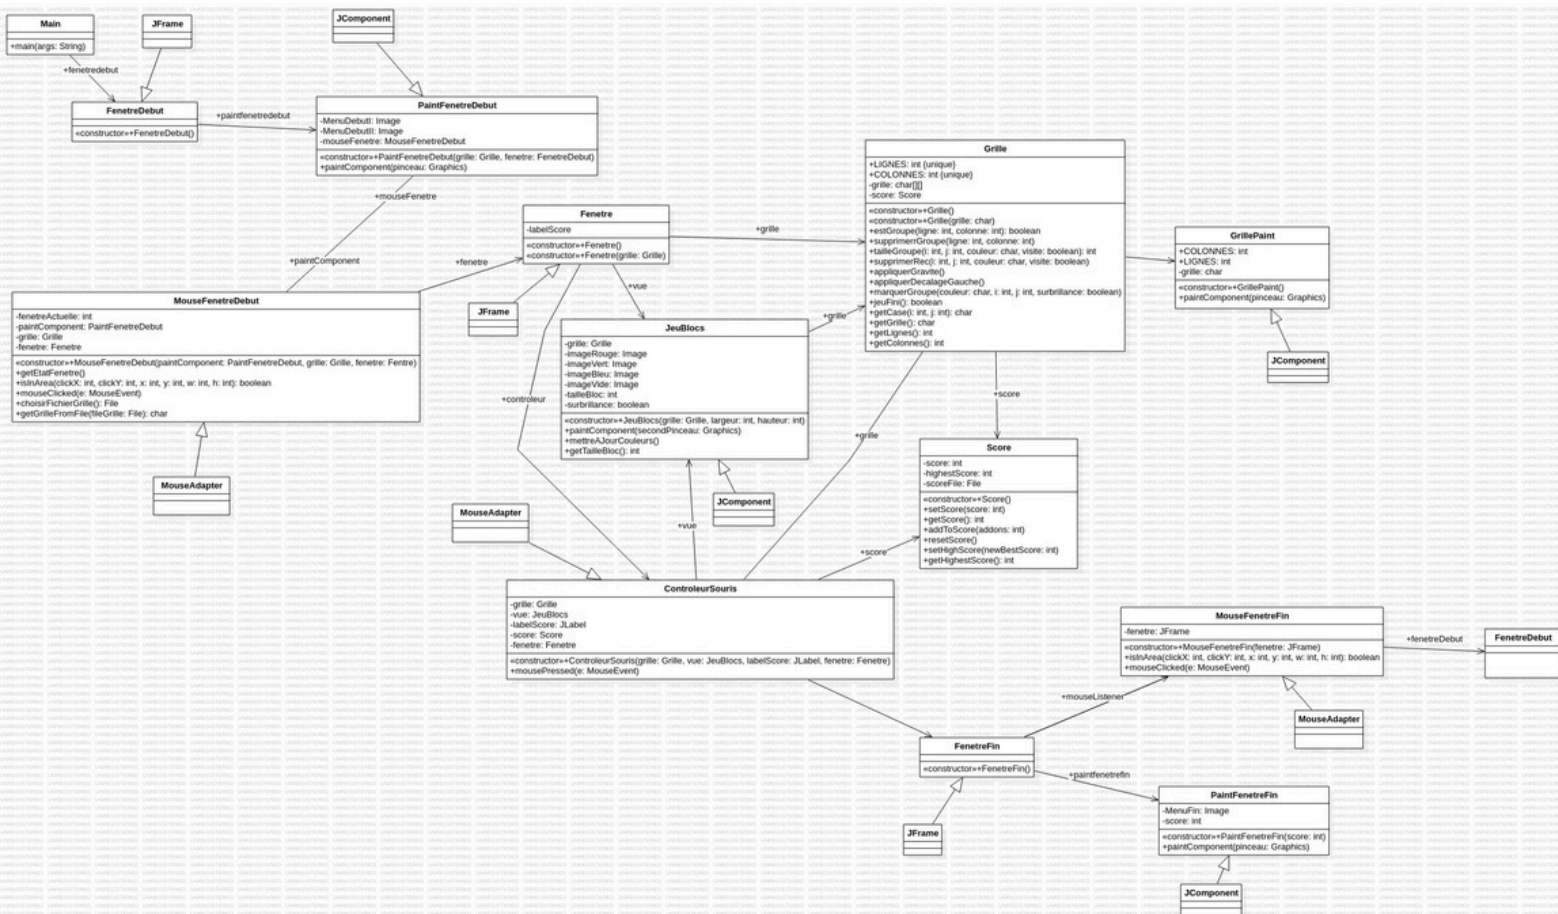 Main
+main(args: String)
JFrame
JComponent
+fenetredebut
FenetreDebut
«constructor»+FenetreDebut()
+paintfenetredebut
PaintFenetreDebut
-MenuDebutI: Image
-MenuDebutII: Image
-mouseFenetre: MouseFenetreDebut
«constructor»+PaintFenetreDebut(grille: Grille, fenetre: FenetreDebut)
+paintComponent(pinceau: Graphics)
+mouseFenetre
+paintComponent
MouseFenetreDebut
-fenetreActuelle: int
-paintComponent: PaintFenetreDebut
-grille: Grille
-fenetre: Fenetre
«constructor»+MouseFenetreDebut(paintComponent: PaintFenetreDebut, grille: Grille, fenetre: Fentre)
+getEtatFenetre()
+isInArea(clickX: int, clickY: int, x: int, y: int, w: int, h: int): boolean
+mouseClicked(e: MouseEvent)
+choisirFichierGrille(): File
+getGrilleFromFile(fileGrille: File): char
MouseAdapter
+fenetre
Fenetre
-labelScore
«constructor»+Fenetre()
«constructor»+Fenetre(grille: Grille)
JFrame
+grille
+vue
+controleur
JeuBlocs
-grille: Grille
-imageRouge: Image
-imageVert: Image
-imageBleu: Image
-imageVide: Image
-tailleBloc: int
-surbrillance: boolean
«constructor»+JeuBlocs(grille: Grille, largeur: int, hauteur: int)
+paintComponent(secondPinceau: Graphics)
+mettreAJourCouleurs()
+getTailleBloc(): int
+grille
JComponent
Grille
+LIGNES: int {unique}
+COLONNES: int {unique}
-grille: char[][]
-score: Score
«constructor»+Grille()
«constructor»+Grille(grille: char)
+estGroupe(ligne: int, colonne: int): boolean
+supprimerrGroupe(ligne: int, colonne: int)
+tailleGroupe(i: int, j: int, couleur: char, visite: boolean): int
+supprimerRec(i: int, j: int, couleur: char, visite: boolean)
+appliquerGravite()
+appliquerDecalageGauche()
+marquerGroupe(couleur: char, i: int, j: int, surbrillance: boolean)
+jeuFini(): boolean
+getCase(i: int, j: int): char
+getGrille(): char
+getLignes(): int
+getColonnes(): int
GrillePaint
+COLONNES: int
+LIGNES: int
-grille: char
«constructor»+GrillePaint()
+paintComponent(pinceau: Graphics)
JComponent
+score
+grille
Score
-score: int
-highestScore: int
-scoreFile: File
«constructor»+Score()
+setScore(score: int)
+getScore(): int
+addToScore(addons: int)
+resetScore()
+setHighScore(newBestScore: int)
+getHighestScore(): int
MouseAdapter
+vue
+score
ControleurSouris
-grille: Grille
-vue: JeuBlocs
-labelScore: JLabel
-score: Score
-fenetre: Fenetre
«constructor»+ControleurSouris(grille: Grille, vue: JeuBlocs, labelScore: JLabel, fenetre: Fenetre)
+mousePressed(e: MouseEvent)
MouseFenetreFin
-fenetre: JFrame
«constructor»+MouseFenetreFin(fenetre: JFrame)
+isInArea(clickX: int, clickY: int, x: int, y: int, w: int, h: int): boolean
+mouseClicked(e: MouseEvent)
+fenetreDebut
FenetreDebut
+mouseListener
MouseAdapter
FenetreFin
«constructor»+FenetreFin()
+paintfenetrefin
JFrame
PaintFenetreFin
-MenuFin: Image
-score: int
«constructor»+PaintFenetreFin(score: int)
+paintComponent(pinceau: Graphics)
JComponent